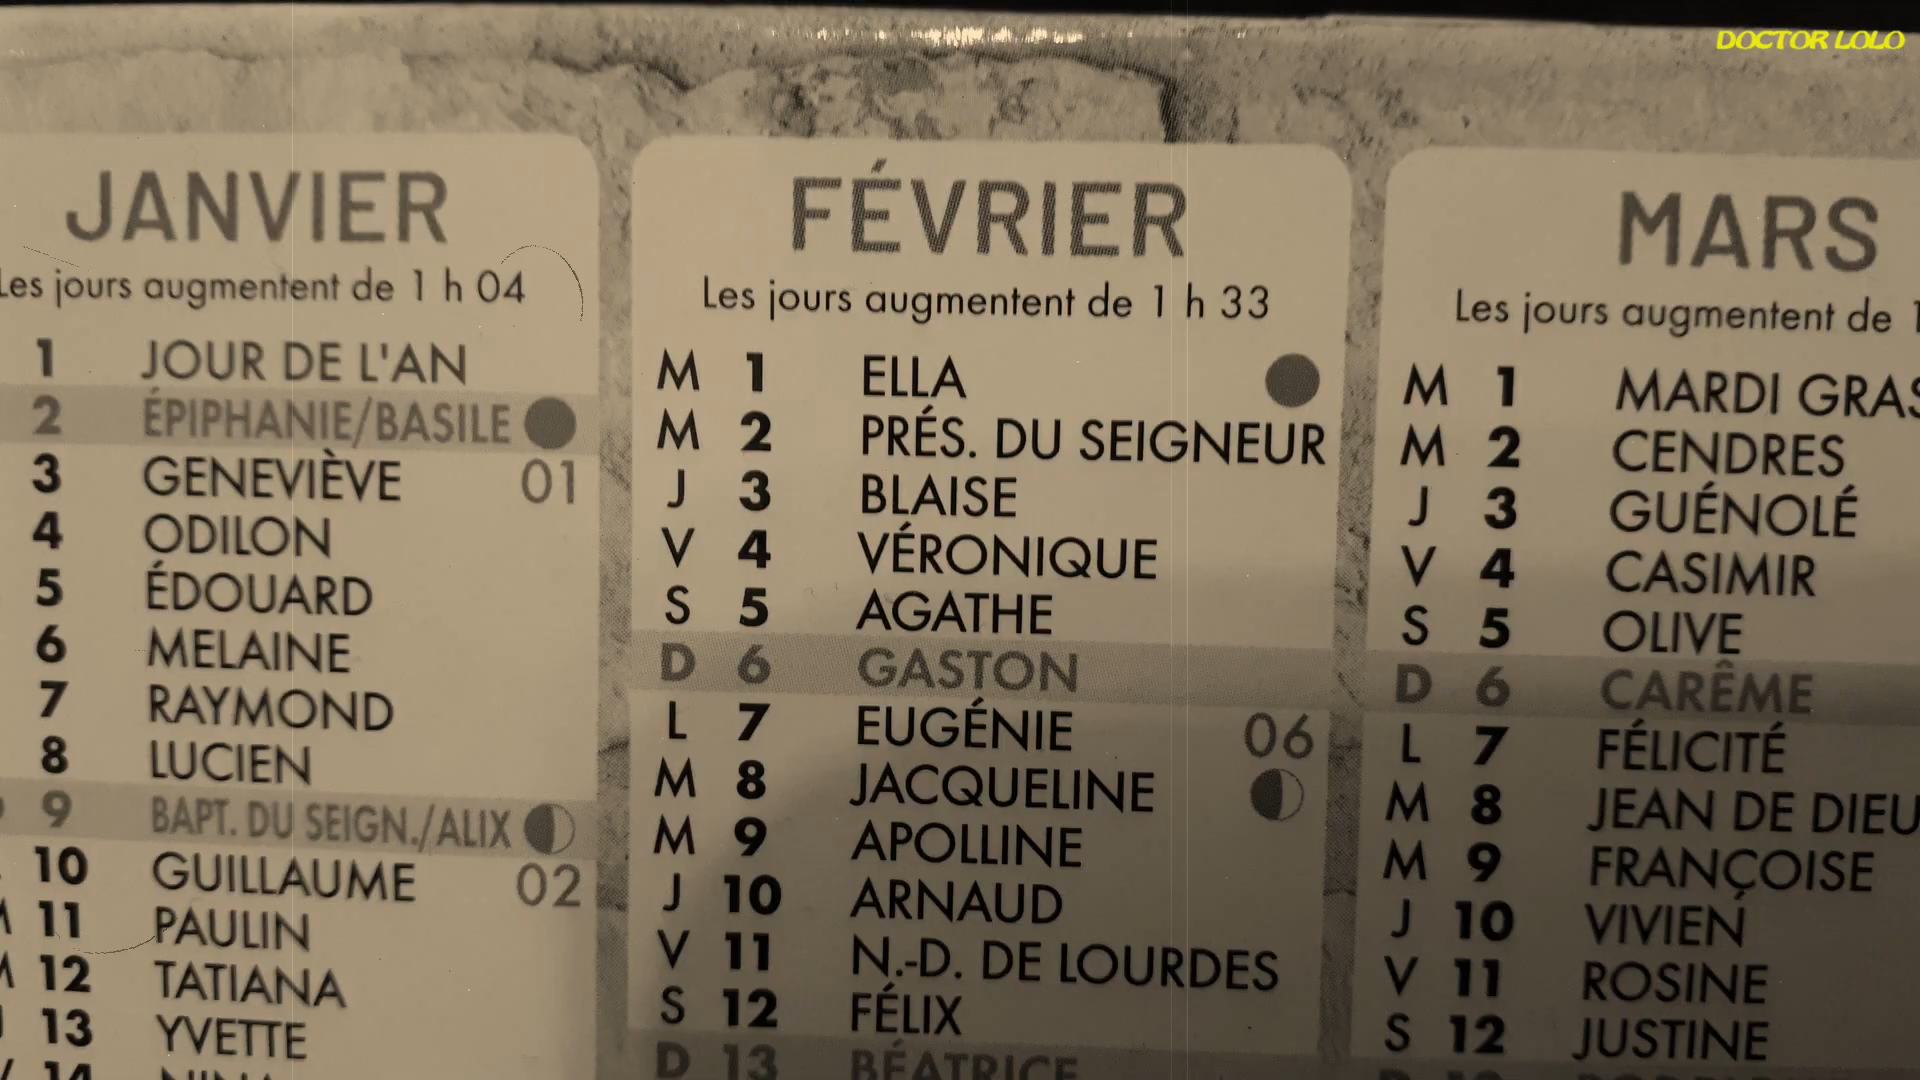 DOCTOR LOLO
JANVIER
Les jours augmentent de 1 h 04
1 JOUR DE L'AN
2 ÉPIPHANIE/BASILE
3 GENEVIÈVE 01
4 ODILON
5 ÉDOUARD
6 MELAINE
7 RAYMOND
8 LUCIEN
9 BAPT. DU SEIGN./ALIX
10 GUILLAUME 02
11 PAULIN
12 TATIANA
13 YVETTE
14
FÉVRIER
Les jours augmentent de 1 h 33
M 1 ELLA
M 2 PRÉS. DU SEIGNEUR
J 3 BLAISE
V 4 VÉRONIQUE
S 5 AGATHE
D 6 GASTON
L 7 EUGÉNIE 06
M 8 JACQUELINE
M 9 APOLLINE
J 10 ARNAUD
V 11 N.-D. DE LOURDES
S 12 FÉLIX
D 13 BÉATRICE
MARS
Les jours augmentent de 1
M 1 MARDI GRAS
M 2 CENDRES
J 3 GUÉNOLÉ
V 4 CASIMIR
S 5 OLIVE
D 6 CARÊME
L 7 FÉLICITÉ
M 8 JEAN DE DIEU
M 9 FRANÇOISE
J 10 VIVIEN
V 11 ROSINE
S 12 JUSTINE